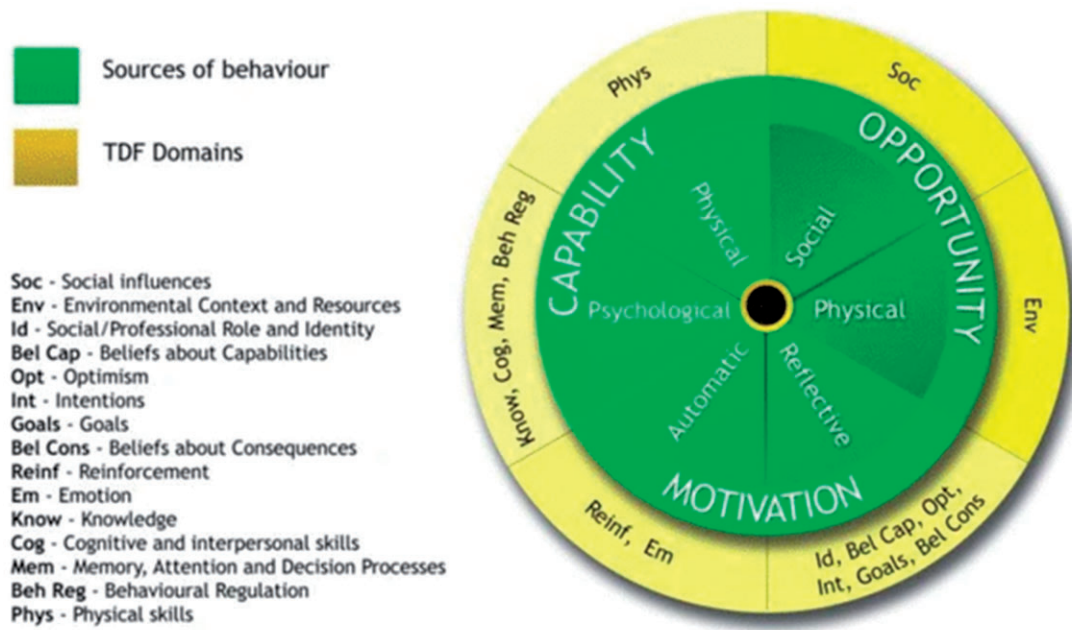 Sources of behaviour
TDF Domains
Soc - Social influences
Env - Environmental Context and Resources
Id - Social/Professional Role and Identity
Bel Cap - Beliefs about Capabilities
Opt - Optimism
Int - Intentions
Goals - Goals
Bel Cons - Beliefs about Consequences
Reinf - Reinforcement
Em - Emotion
Know - Knowledge
Cog - Cognitive and interpersonal skills
Mem - Memory, Attention and Decision Processes
Beh Reg - Behavioural Regulation
Phys - Physical skills
Phys
Soc
CAPABILITY
OPPORTUNITY
Physical
Social
Know, Cog, Mem, Beh Reg
Psychological
Physical
Env
Automatic
Reflective
MOTIVATION
Reinf, Em
Id, Bel Cap, Opt,
Int, Goals, Bel Cons